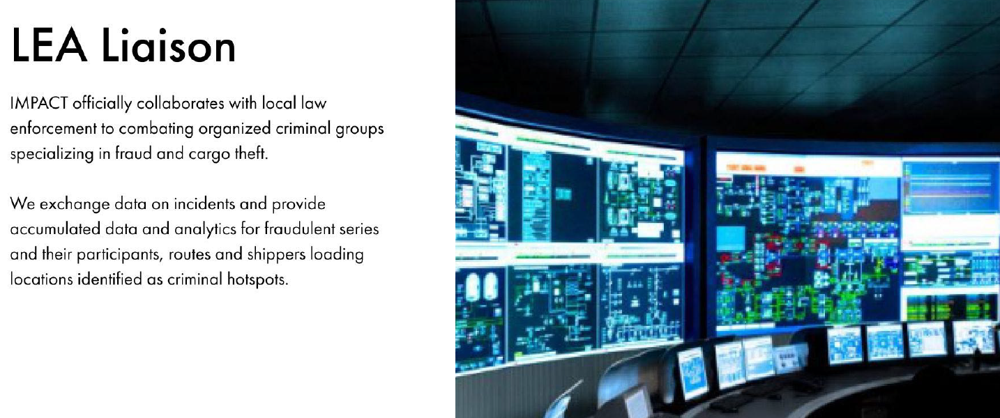 LEA Liaison
IMPACT officially collaborates with local law
enforcement to combating organized criminal groups
specializing in fraud and cargo theft.
We exchange data on incidents and provide
accumulated data and analytics for fraudulent series
and their participants, routes and shippers loading
locations identified as criminal hotspots.